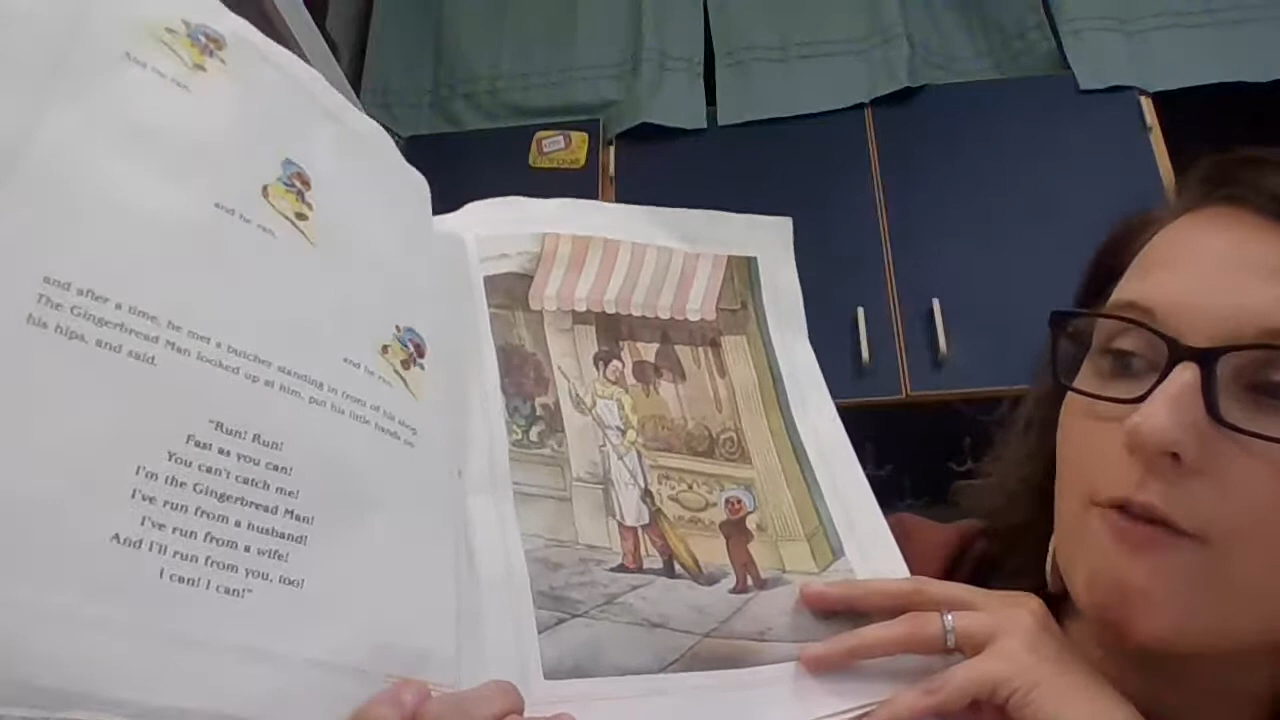 And he ran,
and he ran,
and he ran,
and after a time, he met a butcher standing in front of his shop.
The Gingerbread Man looked up at him, put his little hands on
his hips, and said,
"Run! Run!
Fast as you can!
You can't catch me!
I'm the Gingerbread Man!
I've run from a husband!
I've run from a wife!
And I'll run from you, too!
I can! I can!"